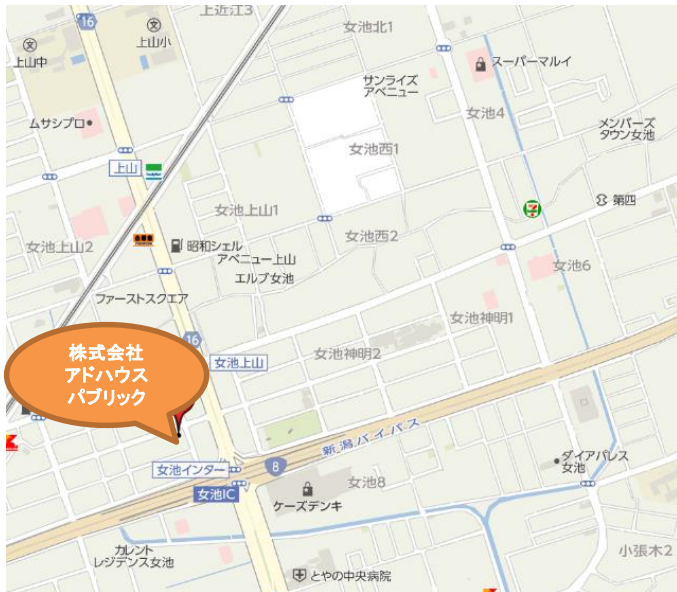 上近江3
16
文
上山小
文
上山中
女池北1
スーパーマルイ
サンライズ
アベニュー
ムサシプロ
女池4
メンバーズ
タウン女池
女池西1
上山
7
第四
女池上山1
女池西2
女池上山2
昭和シェル
アベニュー上山
エルブ女池
女池6
ファーストスクエア
女池神明1
16
株式会社
アドハウス
パブリック
女池上山
女池神明2
新潟バイパス
女池インター
8
ダイアパレス
女池
女池IC
女池8
ケーズデンキ
カレント
レジデンス女池
小張木2
とやの中央病院